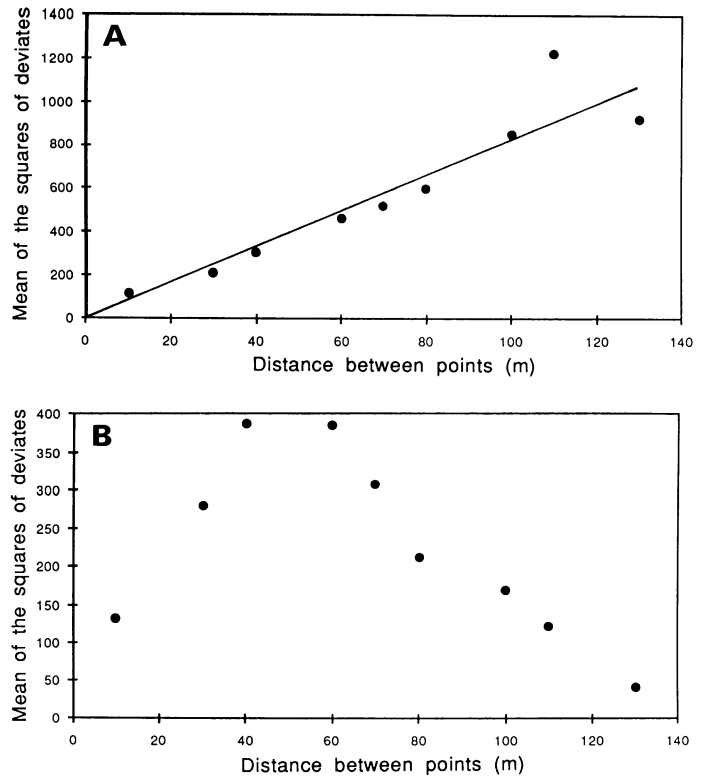 A
Mean of the squares of deviates
1400
1200
1000
800
600
400
200
0
0 20 40 60 80 100 120 140
Distance between points (m)
B
Mean of the squares of deviates
400
350
300
250
200
150
100
50
0
0 20 40 60 80 100 120 140
Distance between points (m)